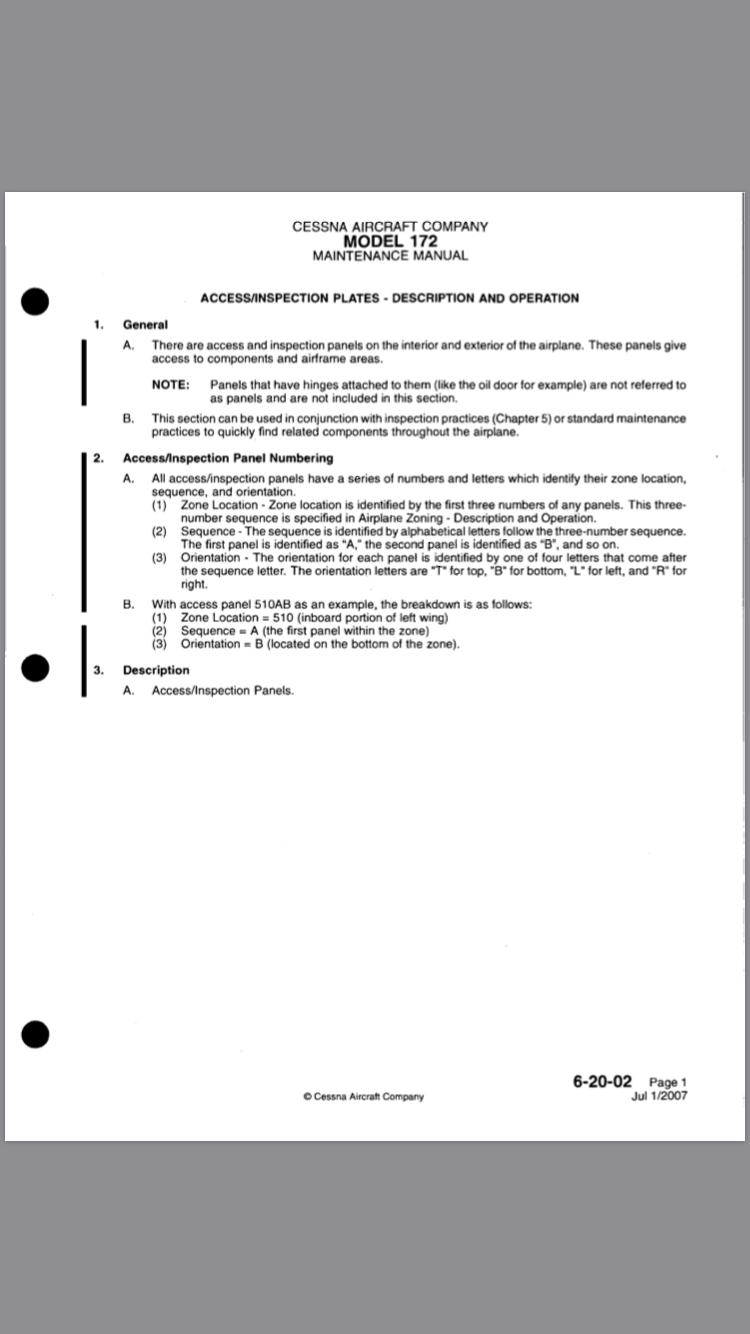 CESSNA AIRCRAFT COMPANY
MODEL 172
MAINTENANCE MANUAL
ACCESS/INSPECTION PLATES - DESCRIPTION AND OPERATION
1. General
A. There are access and inspection panels on the interior and exterior of the airplane. These panels give
access to components and airframe areas.
NOTE: Panels that have hinges attached to them (like the oil door for example) are not referred to
as panels and are not included in this section.
B. This section can be used in conjunction with inspection practices (Chapter 5) or standard maintenance
practices to quickly find related components throughout the airplane.
2. Access/Inspection Panel Numbering
A. All access/inspection panels have a series of numbers and letters which identify their zone location,
sequence, and orientation.
(1) Zone Location - Zone location is identified by the first three numbers of any panels. This three-
number sequence is specified in Airplane Zoning - Description and Operation.
(2) Sequence - The sequence is identified by alphabetical letters follow the three-number sequence.
The first panel is identified as "A," the second panel is identified as "B", and so on.
(3) Orientation - The orientation for each panel is identified by one of four letters that come after
the sequence letter. The orientation letters are "T" for top, "B" for bottom, "L" for left, and "R" for
right.
B. With access panel 510AB as an example, the breakdown is as follows:
(1) Zone Location = 510 (inboard portion of left wing)
(2) Sequence = A (the first panel within the zone)
(3) Orientation = B (located on the bottom of the zone).
3. Description
A. Access/Inspection Panels.
6-20-02 Page 1
© Cessna Aircraft Company
Jul 1/2007